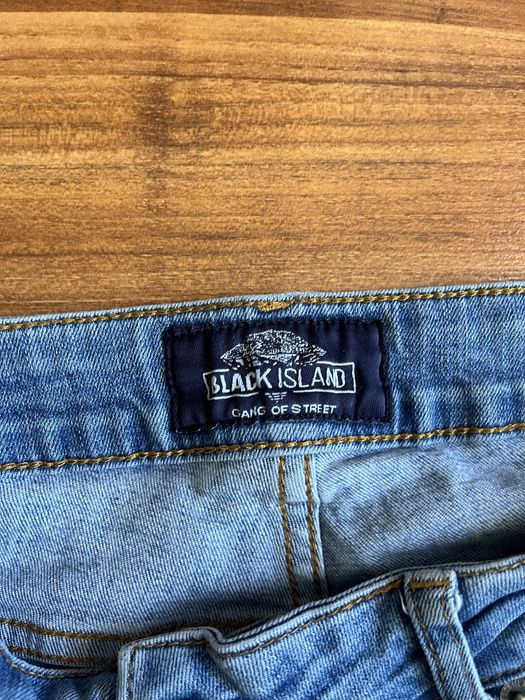 BLACK ISLAND
GANG OF STREET